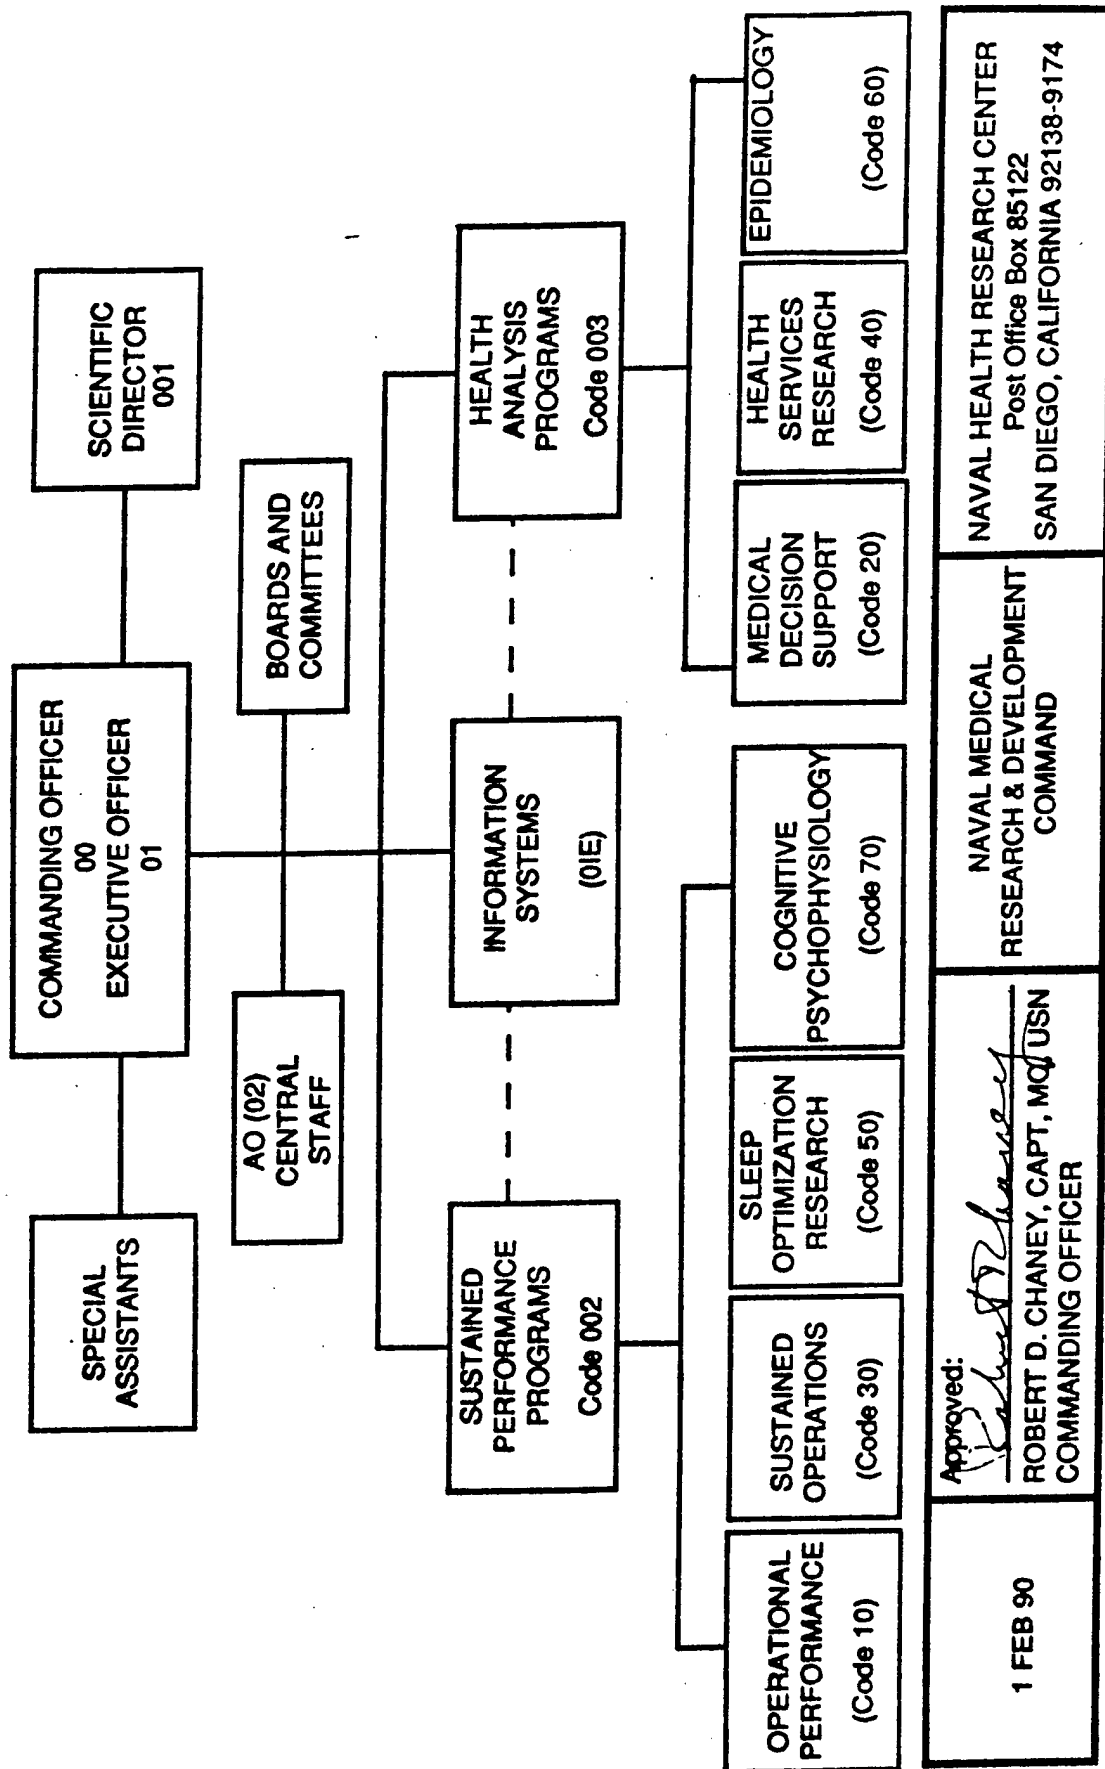 COMMANDING OFFICER
00
EXECUTIVE OFFICER
01
SPECIAL
ASSISTANTS
SCIENTIFIC
DIRECTOR
001
AO (02)
CENTRAL
STAFF
BOARDS AND
COMMITTEES
SUSTAINED
PERFORMANCE
PROGRAMS
Code 002
INFORMATION
SYSTEMS
(0IE)
HEALTH
ANALYSIS
PROGRAMS
Code 003
OPERATIONAL
PERFORMANCE
(Code 10)
SUSTAINED
OPERATIONS
(Code 30)
SLEEP
OPTIMIZATION
RESEARCH
(Code 50)
COGNITIVE
PSYCHOPHYSIOLOGY
(Code 70)
MEDICAL
DECISION
SUPPORT
(Code 20)
HEALTH
SERVICES
RESEARCH
(Code 40)
EPIDEMIOLOGY
(Code 60)
1 FEB 90
Approved:
Robert D Chaney
ROBERT D. CHANEY, CAPT, MC, USN
COMMANDING OFFICER
NAVAL MEDICAL
RESEARCH & DEVELOPMENT
COMMAND
NAVAL HEALTH RESEARCH CENTER
Post Office Box 85122
SAN DIEGO, CALIFORNIA 92138-9174